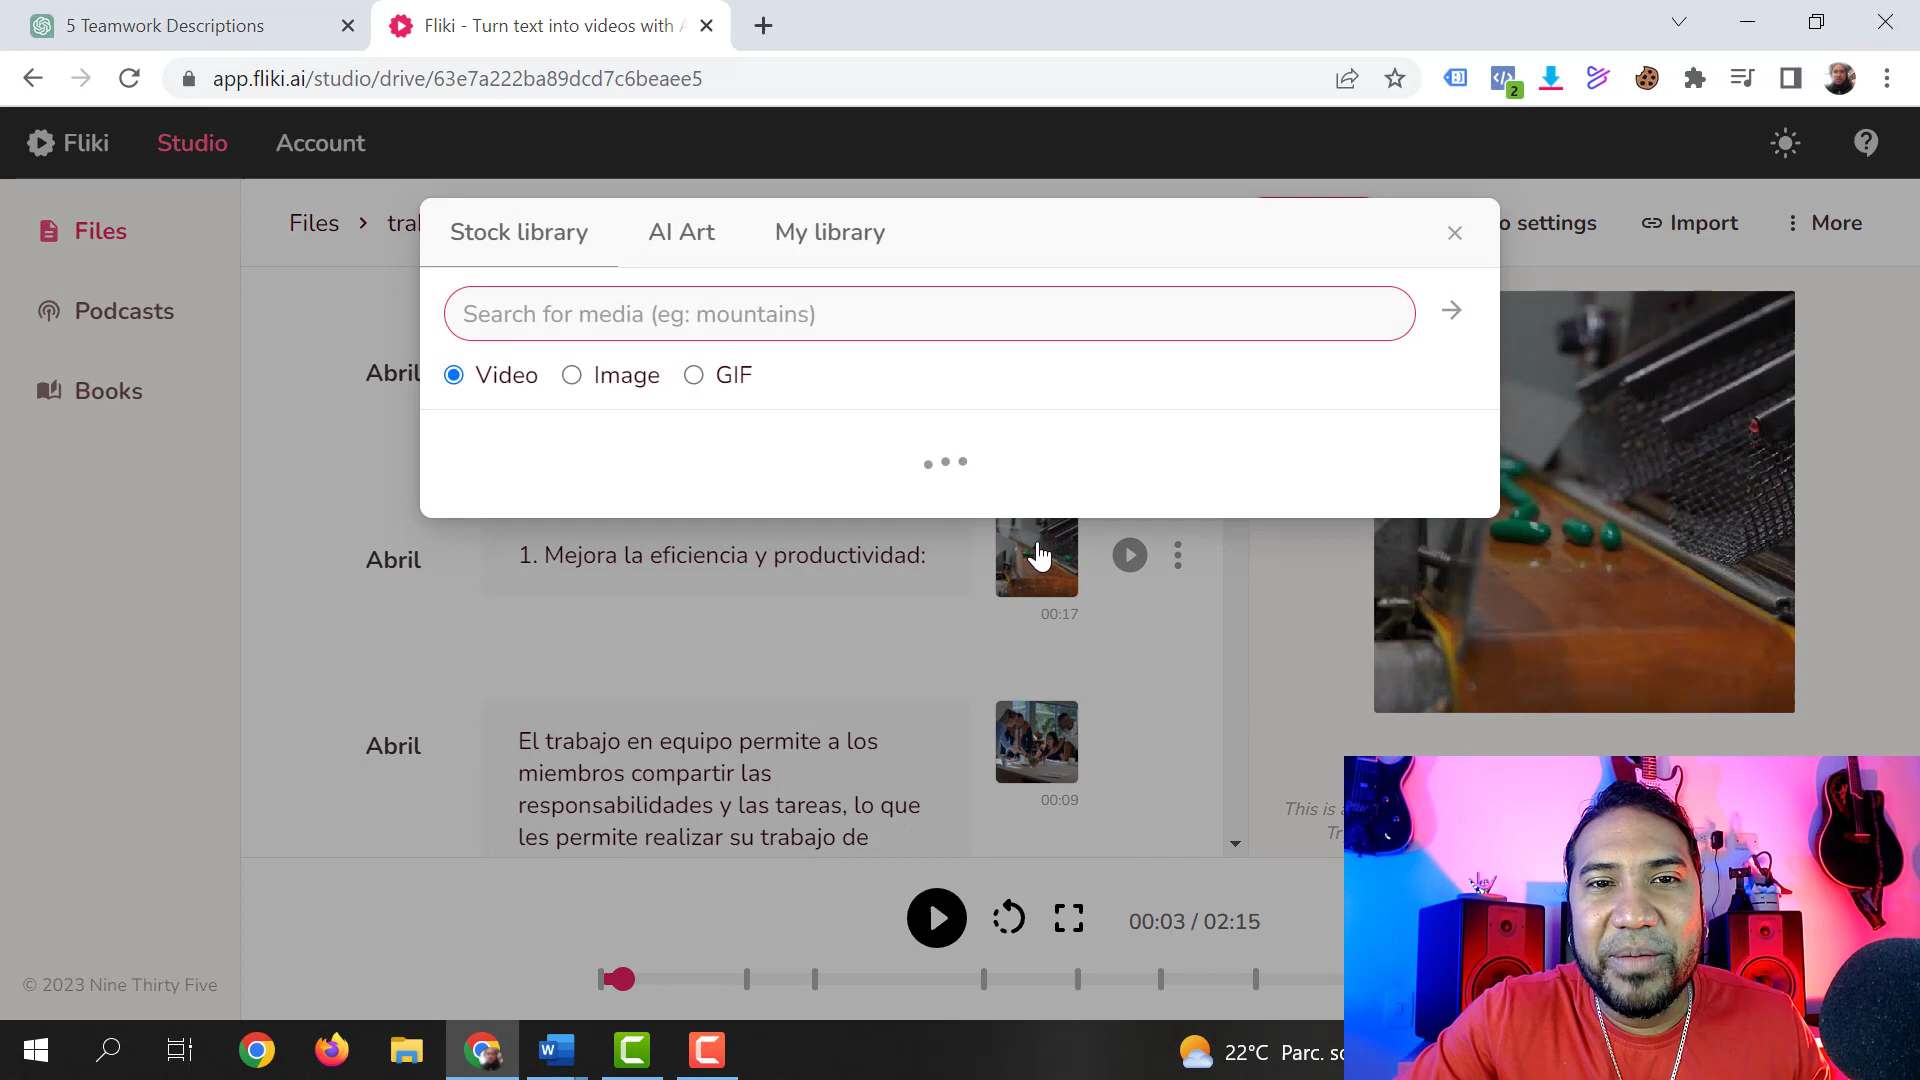 5 Teamwork Descriptions
Fliki - Turn text into videos with A
app.fliki.ai/studio/drive/63e7a222ba89dcd7c6beaee5
2
Fliki
Studio
Account
Files
Podcasts
Books
© 2023 Nine Thirty Five
Files > tral
o settings
Import
More
Stock library
AI Art
My library
Search for media (eg: mountains)
Video
Image
GIF
Abril
Abril
1. Mejora la eficiencia y productividad:
00:17
Abril
El trabajo en equipo permite a los
miembros compartir las
responsabilidades y las tareas, lo que
les permite realizar su trabajo de
00:09
This is a
Tr
00:03 / 02:15
22°C Parc. so